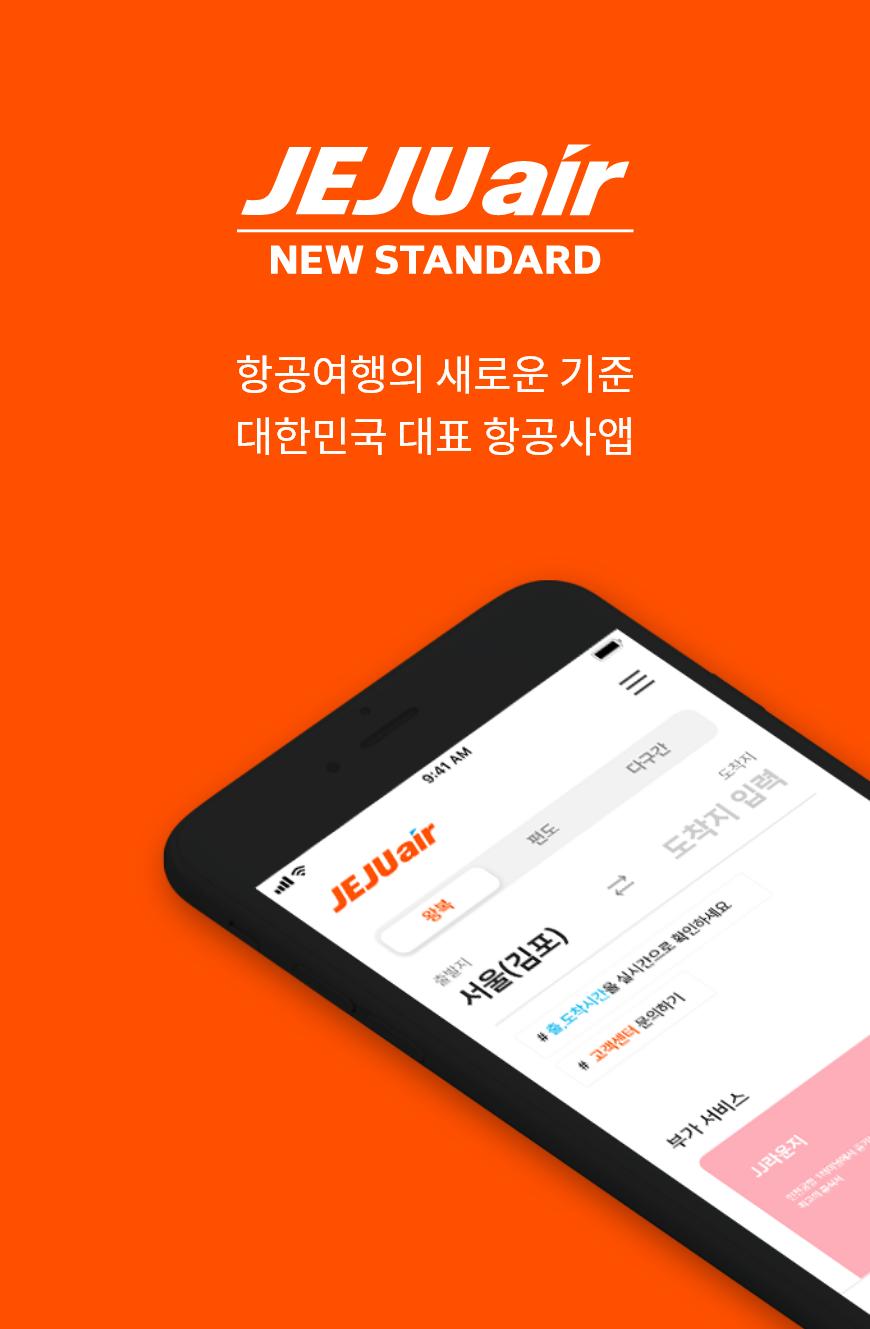 JEJUair
NEW STANDARD
항공여행의 새로운 기준
대한민국 대표 항공사앱
9:41 AM
JEJUair
왕복
편도
다구간
출발지
서울(김포)
도착지
도착지 입력
# 출,도착시간을 실시간으로 확인하세요
# 고객센터 문의하기
부가 서비스
JJ라운지
최고의